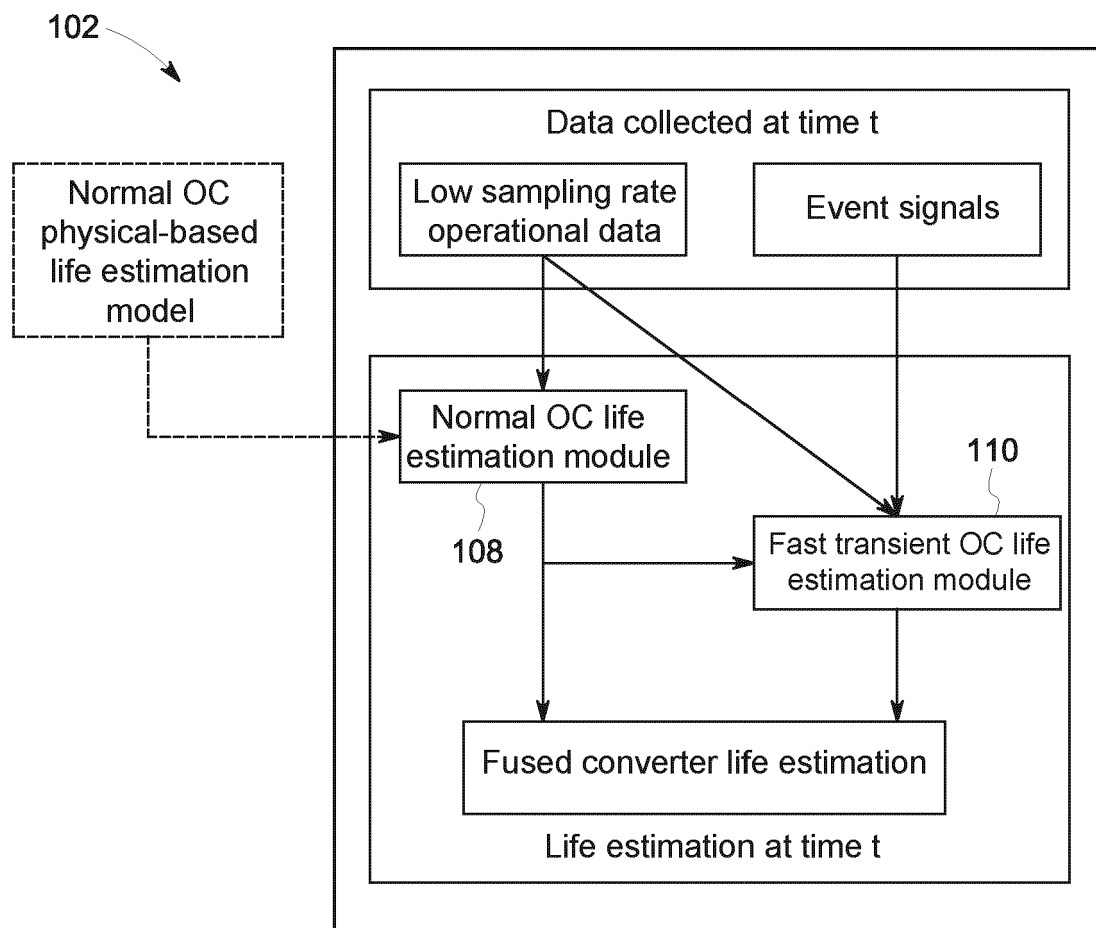 102
Data collected at time t
Normal OC
physical-based
life estimation
model
Low sampling rate
operational data
Event signals
Normal OC life
estimation module
108
110
Fast transient OC life
estimation module
Fused converter life estimation
Life estimation at time t